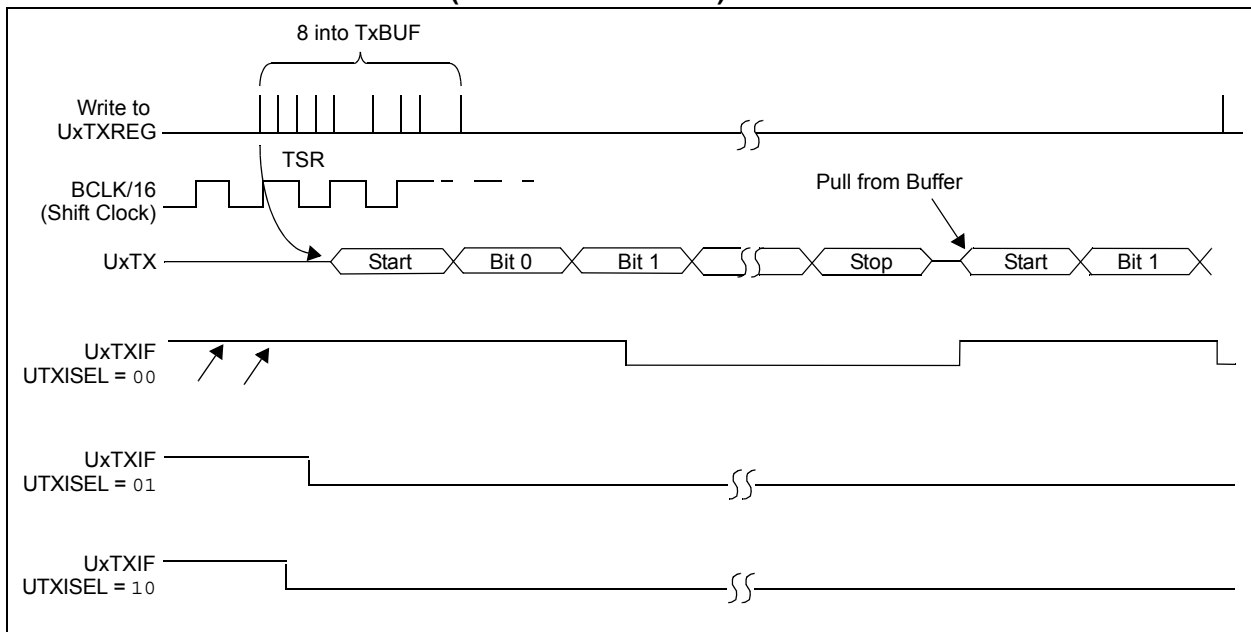 8 into TxBUF
Write to
UxTXREG
TSR
BCLK/16
(Shift Clock)
Pull from Buffer
UxTX
Start
Bit 0
Bit 1
Stop
Start
Bit 1
UxTXIF
UTXISEL = 00
UxTXIF
UTXISEL = 01
UxTXIF
UTXISEL = 10